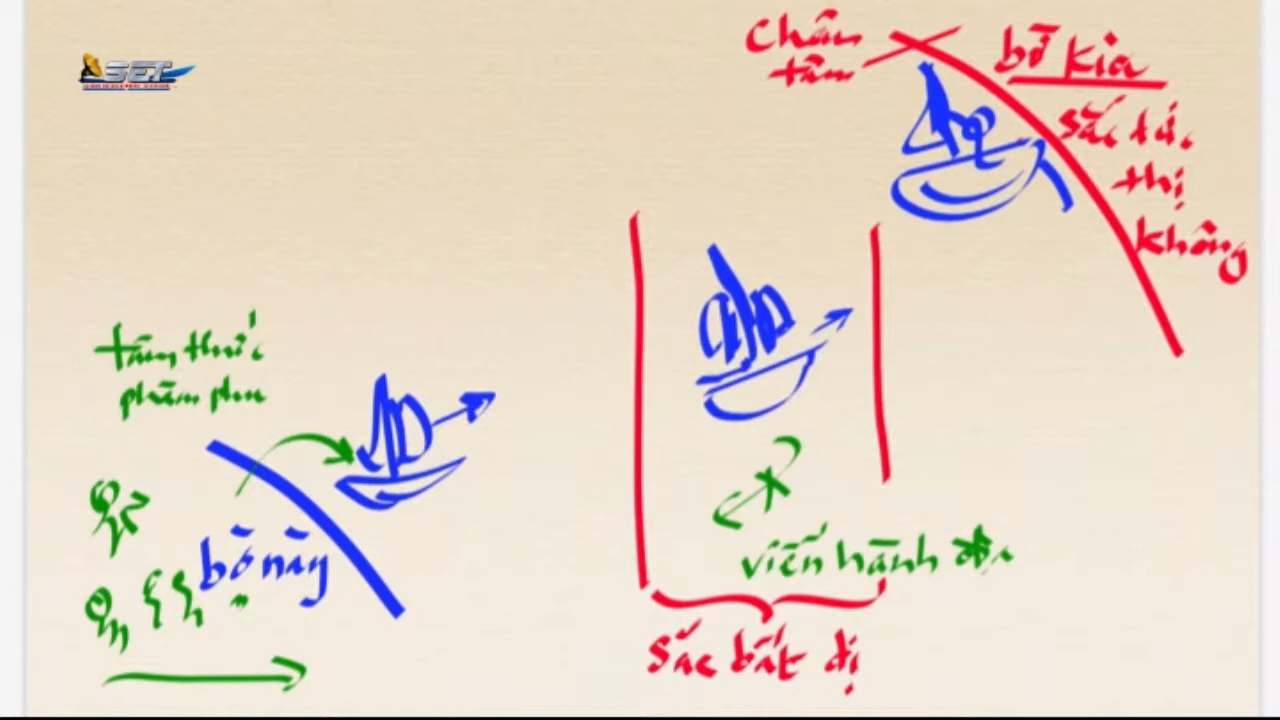 SET
Chân
tâm
bờ kia
sắc tức
thị
không
tâm thức
phàm phu
bờ này
viễn hành địa
sắc bất dị